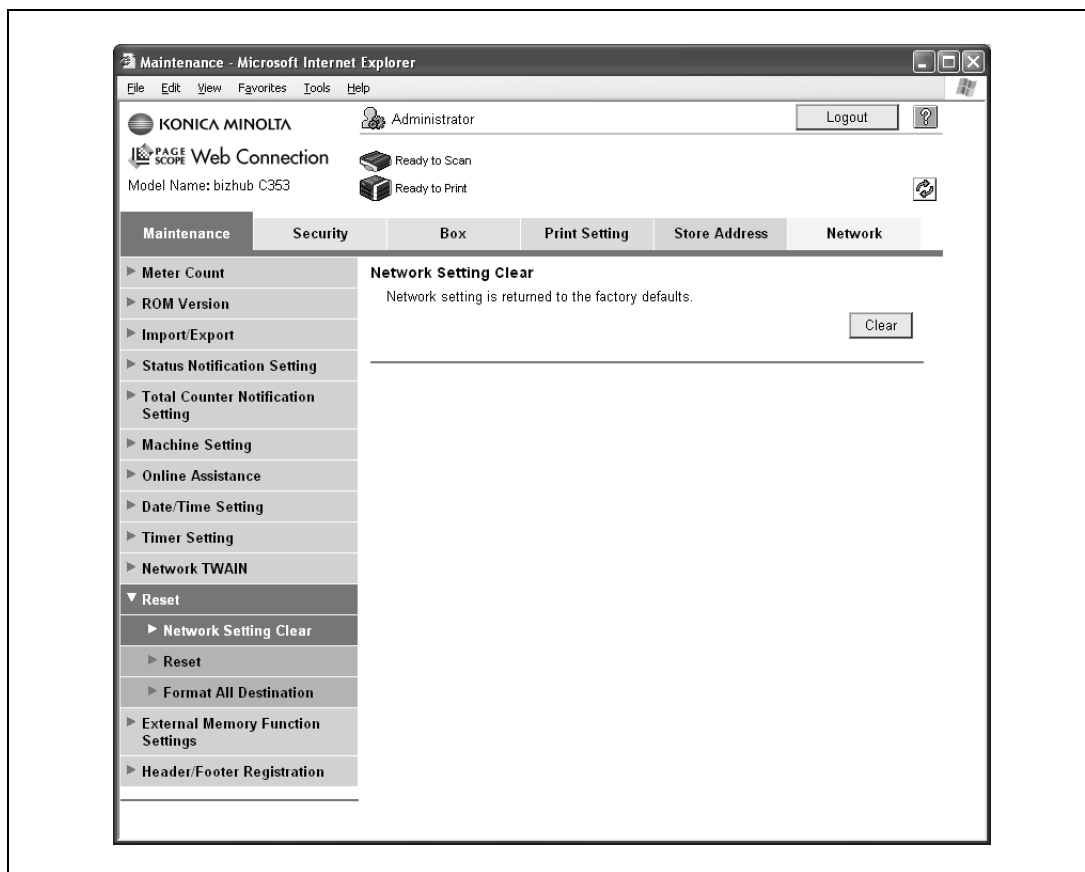 Maintenance - Microsoft Internet Explorer
File Edit View Favorites Tools Help
KONICA MINOLTA
Administrator
Logout
?
PAGE SCOPE Web Connection
Ready to Scan
Model Name: bizhub C353
Ready to Print
Maintenance Security Box Print Setting Store Address Network
Meter Count
ROM Version
Import/Export
Status Notification Setting
Total Counter Notification
Setting
Machine Setting
Online Assistance
Date/Time Setting
Timer Setting
Network TWAIN
Reset
Network Setting Clear
Reset
Format All Destination
External Memory Function
Settings
Header/Footer Registration
Network Setting Clear
Network setting is returned to the factory defaults.
Clear